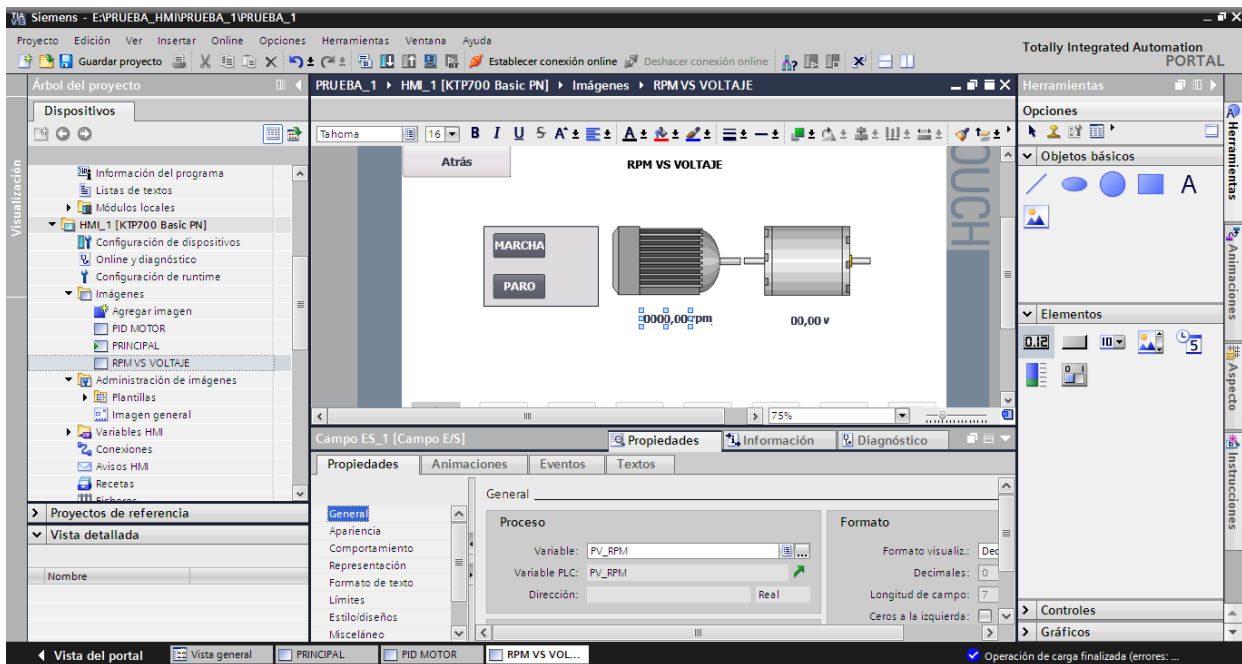 Siemens - E:\PRUEBA_HMI\PRUEBA_1\PRUEBA_1
Proyecto Edición Ver Insertar Online Opciones Herramientas Ventana Ayuda
Guardar proyecto
Establecer conexión online
Deshacer conexión online
Totally Integrated Automation
PORTAL
Árbol del proyecto
PRUEBA_1 HMI_1 [KTP700 Basic PN] Imágenes RPM VS VOLTAJE
Herramientas
Dispositivos
Opciones
Visualización
Información del programa
Listas de textos
Módulos locales
HMI_1 [KTP700 Basic PN]
Configuración de dispositivos
Online y diagnóstico
Configuración de runtime
Imágenes
Agregar imagen
PID MOTOR
PRINCIPAL
RPM VS VOLTAJE
Administración de imágenes
Plantillas
Imagen general
Variables HMI
Conexiones
Avisos HMI
Recetas
Ficheros
Proyectos de referencia
Vista detallada
Nombre
Tahoma
16
B I U S A
Atrás
RPM VS VOLTAJE
OUCH
MARCHA
PARO
0000,00 rpm
00,00 v
75%
Campo ES_1 [Campo E/S]
Propiedades
Información
Diagnóstico
Propiedades Animaciones Eventos Textos
General
Apariencia
Comportamiento
Representación
Formato de texto
Límites
Estilo/diseños
Misceláneo
General
Proceso
Variable: PV_RPM
Variable PLC: PV_RPM
Dirección: Real
Formato
Formato visualiz.: Dec
Decimales: 0
Longitud de campo: 7
Ceros a la izquierda:
Objetos básicos
A
Elementos
0.12
10
5
0 1
Controles
Gráficos
Herramientas
Animaciones
Aspecto
Instrucciones
Vista del portal
Vista general
PRINCIPAL
PID MOTOR
RPM VS VOL...
Operación de carga finalizada (errores: ...